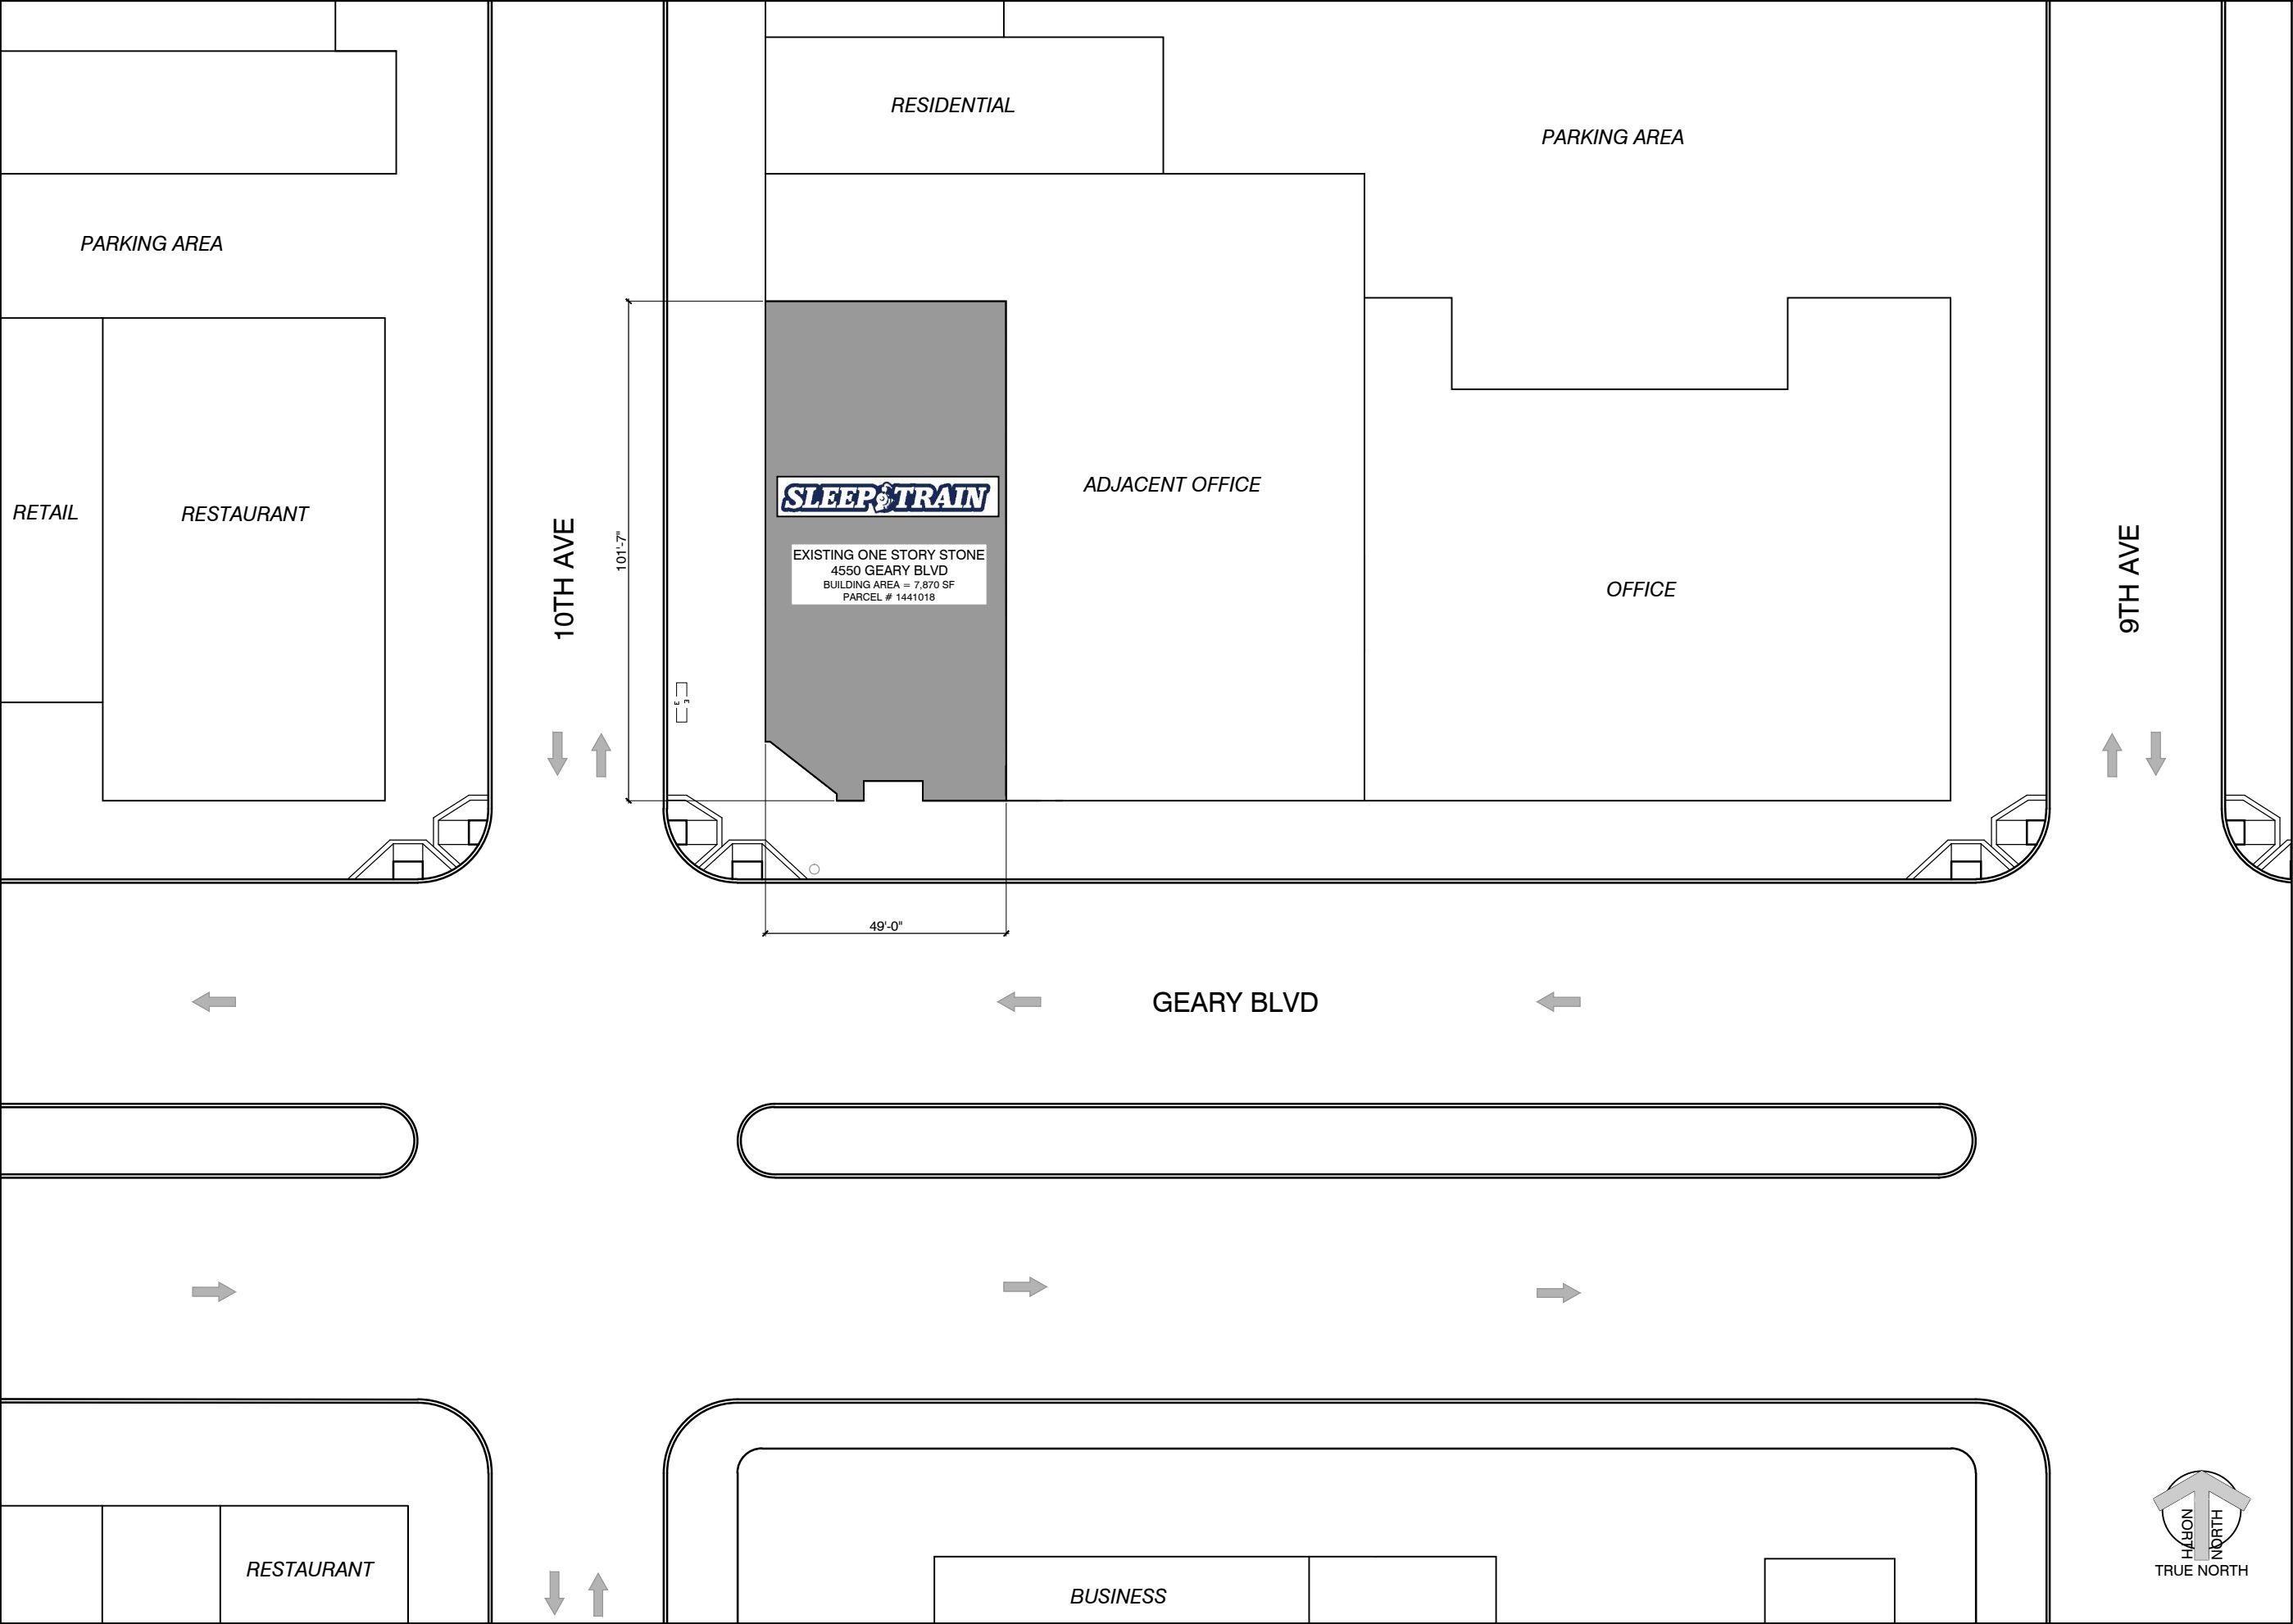 RESIDENTIAL
PARKING AREA
PARKING AREA
RETAIL
RESTAURANT
10TH AVE
101'-7"
SLEEP TRAIN
EXISTING ONE STORY STONE
4550 GEARY BLVD
BUILDING AREA = 7,870 SF
PARCEL # 1441018
ADJACENT OFFICE
OFFICE
9TH AVE
E
E
49'-0"
GEARY BLVD
RESTAURANT
BUSINESS
NORTH
NORTH
TRUE NORTH